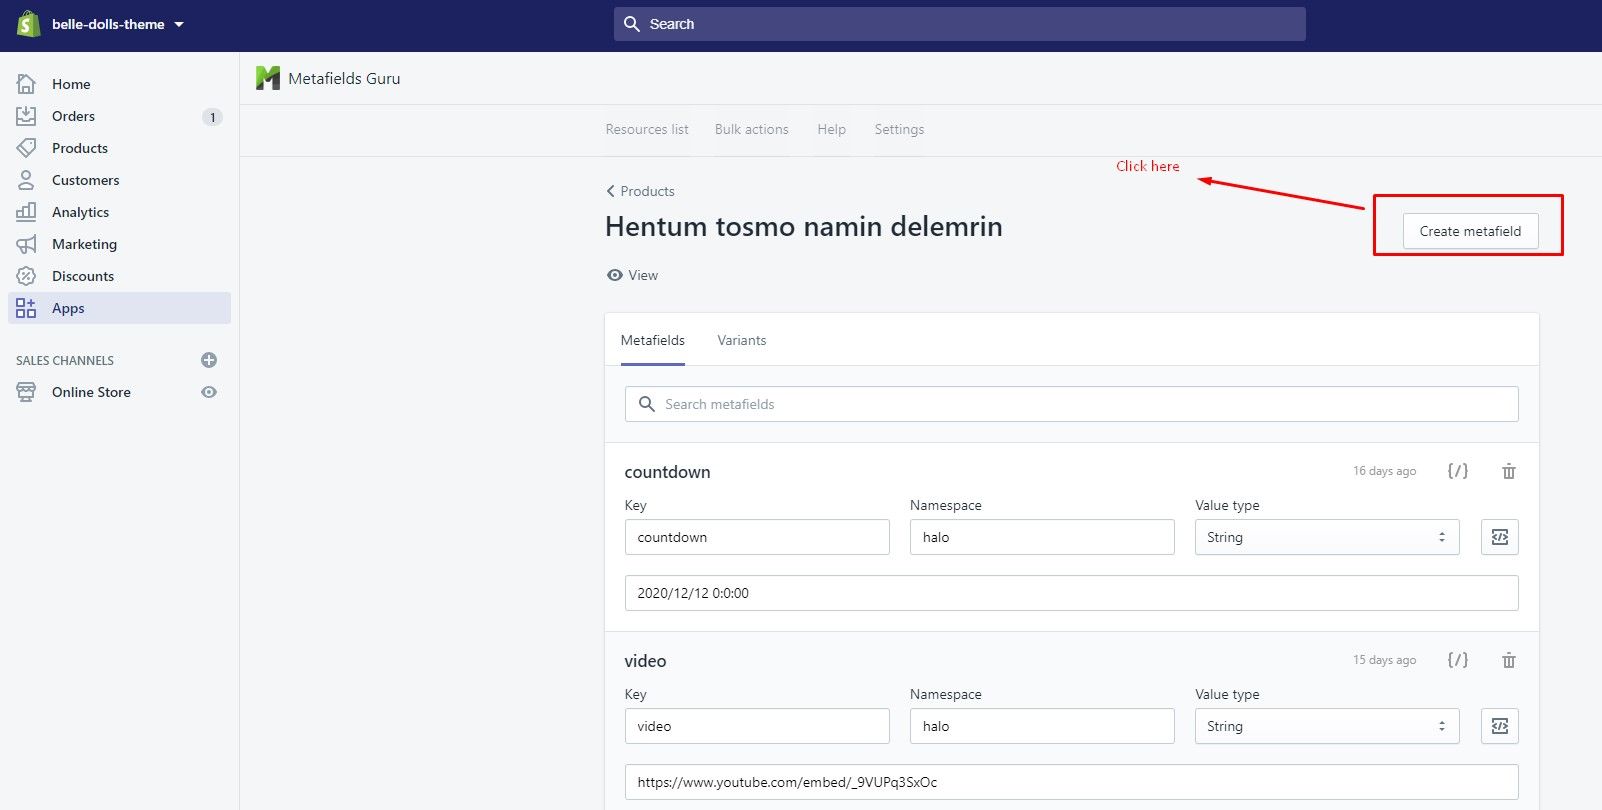 belle-dolls-theme
Search
Home
Orders
1
Products
Customers
Analytics
Marketing
Discounts
Apps
SALES CHANNELS
Online Store
Metafields Guru
Resources list
Bulk actions
Help
Settings
Click here
Products
Hentum tosmo namin delemrin
Create metafield
View
Metafields
Variants
Search metafields
countdown
16 days ago
{/}
Key
Namespace
Value type
countdown
halo
String
2020/12/12 0:0:00
video
15 days ago
{/}
Key
Namespace
Value type
video
halo
String
https://www.youtube.com/embed/_9VUPq3SxOc